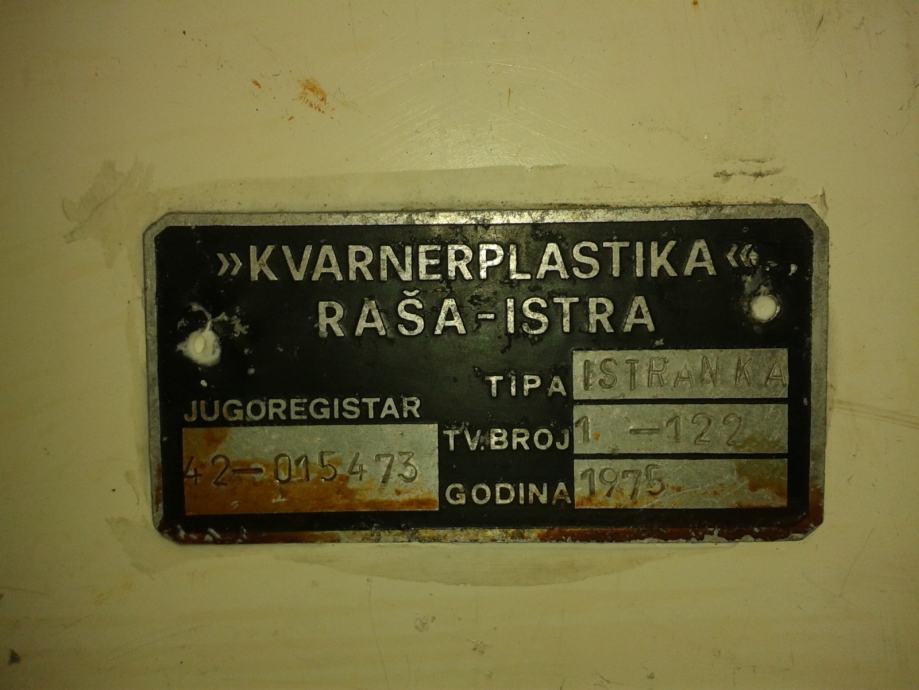 »KVARNERPLASTIKA«
RAŠA-ISTRA
TIPA ISTRANKA
JUGOREGISTAR
TV.BROJ 1 -122
42-015473
GODINA 1975